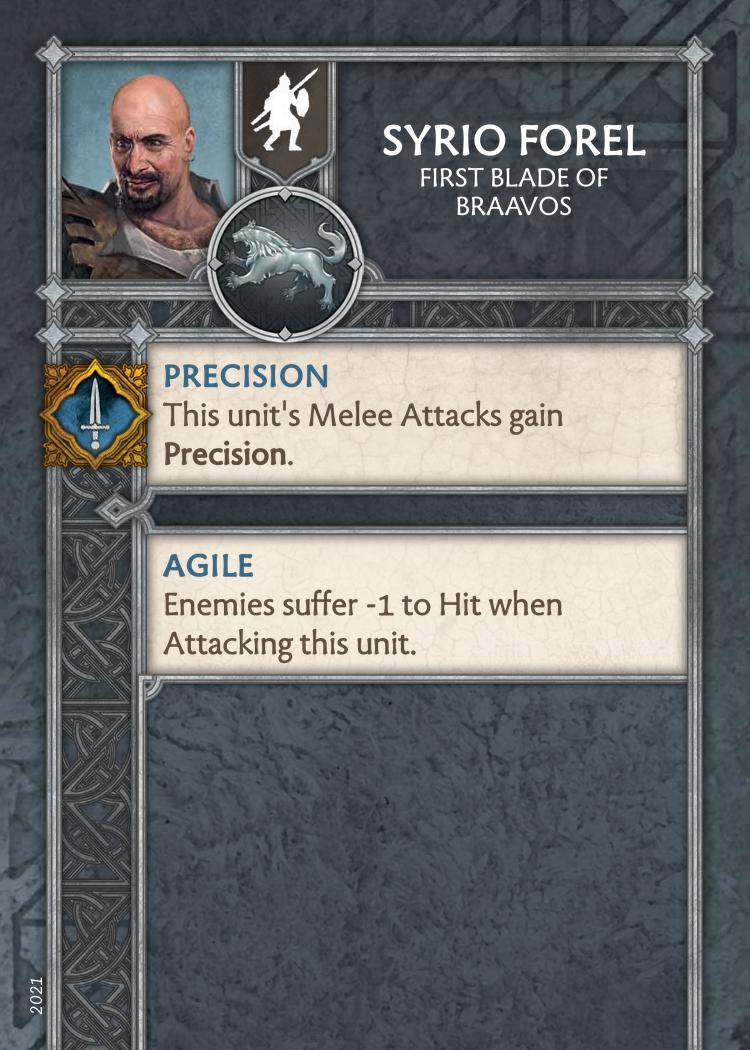 SYRIO FOREL
FIRST BLADE OF
BRAAVOS
PRECISION
This unit's Melee Attacks gain
Precision.
AGILE
Enemies suffer -1 to Hit when
Attacking this unit.
2021